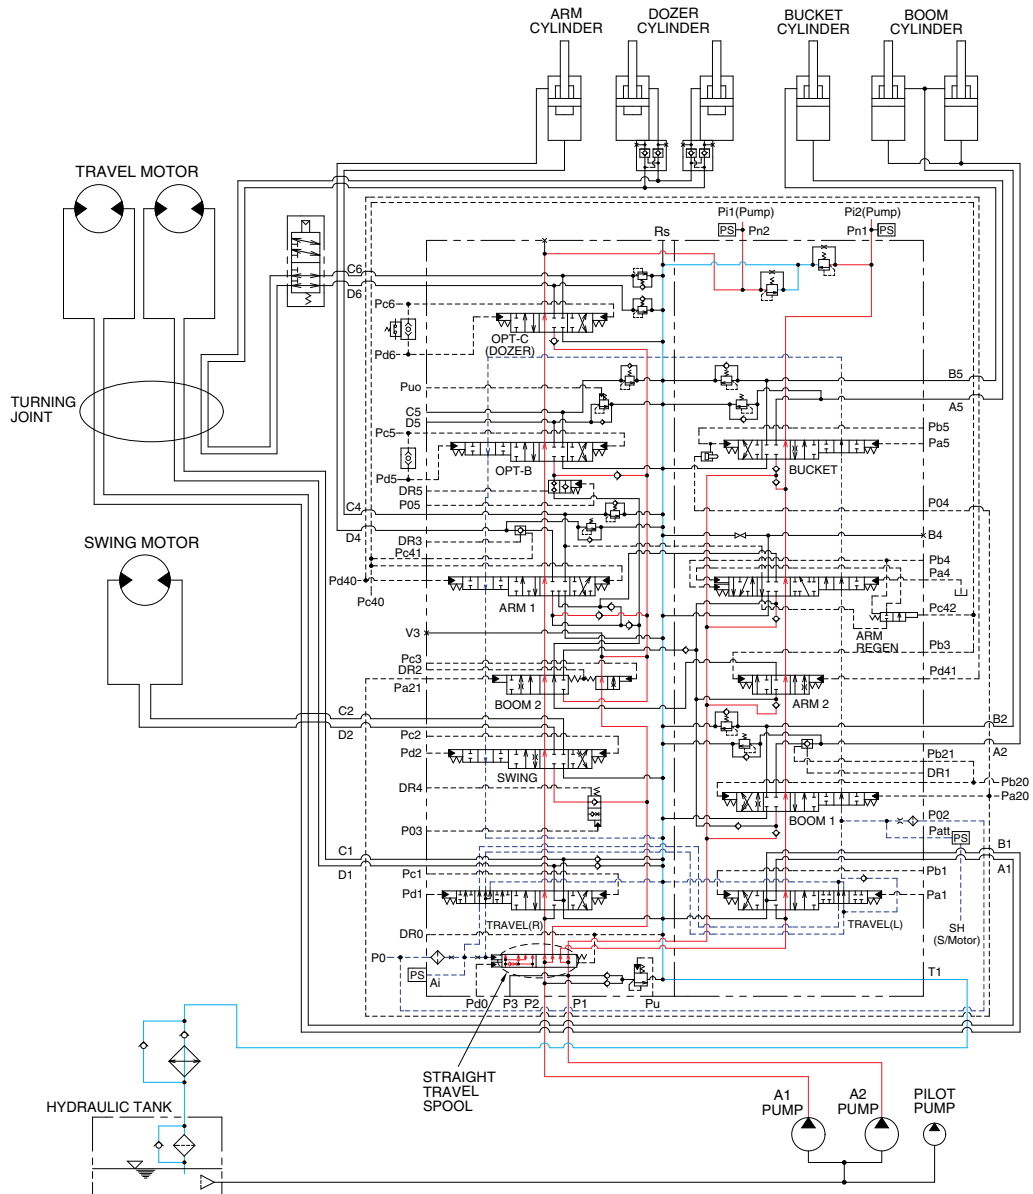 ARM
CYLINDER
DOZER
CYLINDER
BUCKET
CYLINDER
BOOM
CYLINDER
TRAVEL MOTOR
Pi1(Pump)
Pi2(Pump)
PS
Pn2
Pn1
PS
Rs
C6
D6
Pc6
OPT-C
(DOZER)
Pd6
Puo
B5
TURNING
JOINT
C5
D5
A5
Pc5
Pb5
Pa5
Pd5
OPT-B
BUCKET
DR5
P05
P04
C4
D4
B4
DR3
SWING MOTOR
Pc41
Pb4
Pa4
Pd40
Pc40
ARM 1
Pc42
ARM
REGEN
V3
Pb3
Pc3
DR2
Pa21
Pd41
BOOM 2
ARM 2
C2
D2
B2
A2
Pc2
Pd2
Pb21
SWING
DR1
Pb20
DR4
Pa20
BOOM 1
P03
P02
Patt
PS
C1
D1
B1
A1
Pc1
Pb1
Pd1
Pa1
TRAVEL(R)
TRAVEL(L)
DR0
SH
(S/Motor)
P0
PS
Ai
T1
Pd0
P3
P2
P1
Pu
STRAIGHT
TRAVEL
SPOOL
HYDRAULIC TANK
A1
PUMP
A2
PUMP
PILOT
PUMP